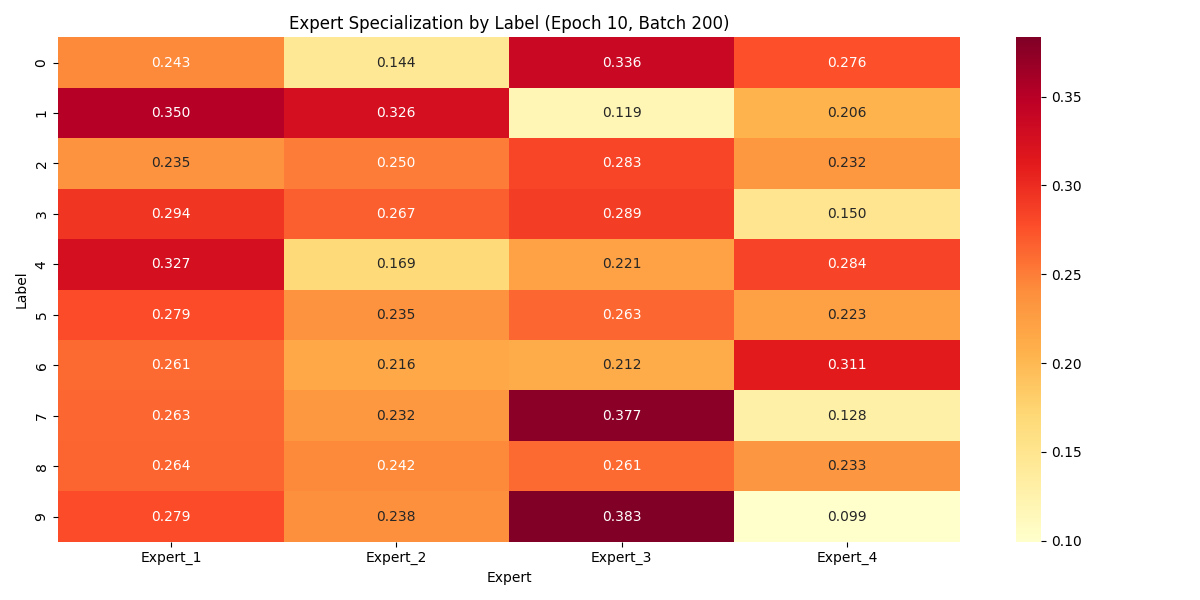 Expert Specialization by Label (Epoch 10, Batch 200)
0 0.243 0.144 0.336 0.276
1 0.350 0.326 0.119 0.206
2 0.235 0.250 0.283 0.232
3 0.294 0.267 0.289 0.150
4 0.327 0.169 0.221 0.284
5 0.279 0.235 0.263 0.223
6 0.261 0.216 0.212 0.311
7 0.263 0.232 0.377 0.128
8 0.264 0.242 0.261 0.233
9 0.279 0.238 0.383 0.099
Label
Expert_1 Expert_2 Expert_3 Expert_4
Expert
0.35
0.30
0.25
0.20
0.15
0.10